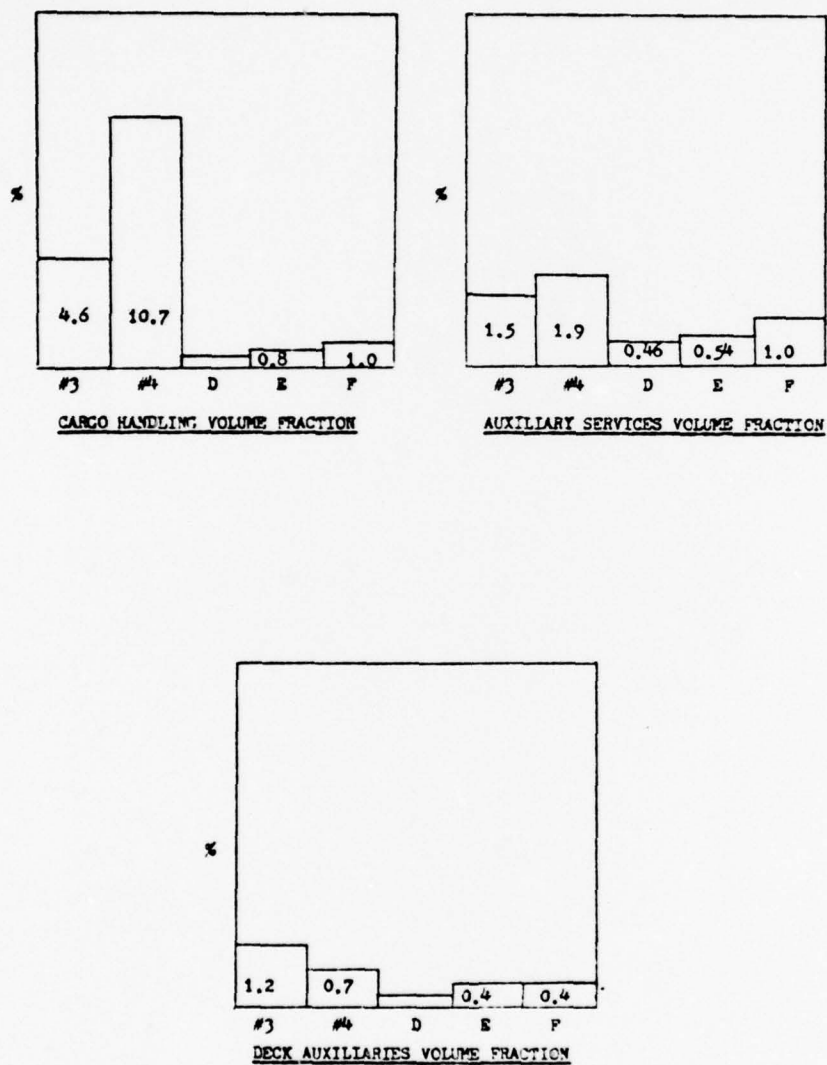 %
4.6 10.7 0.8 1.0
#3 #4 D E F
CARGO HANDLING VOLUME FRACTION
%
1.5 1.9 0.46 0.54 1.0
#3 #4 D E F
AUXILIARY SERVICES VOLUME FRACTION
%
1.2 0.7 0.4 0.4
#3 #4 D E F
DECK AUXILIARIES VOLUME FRACTION